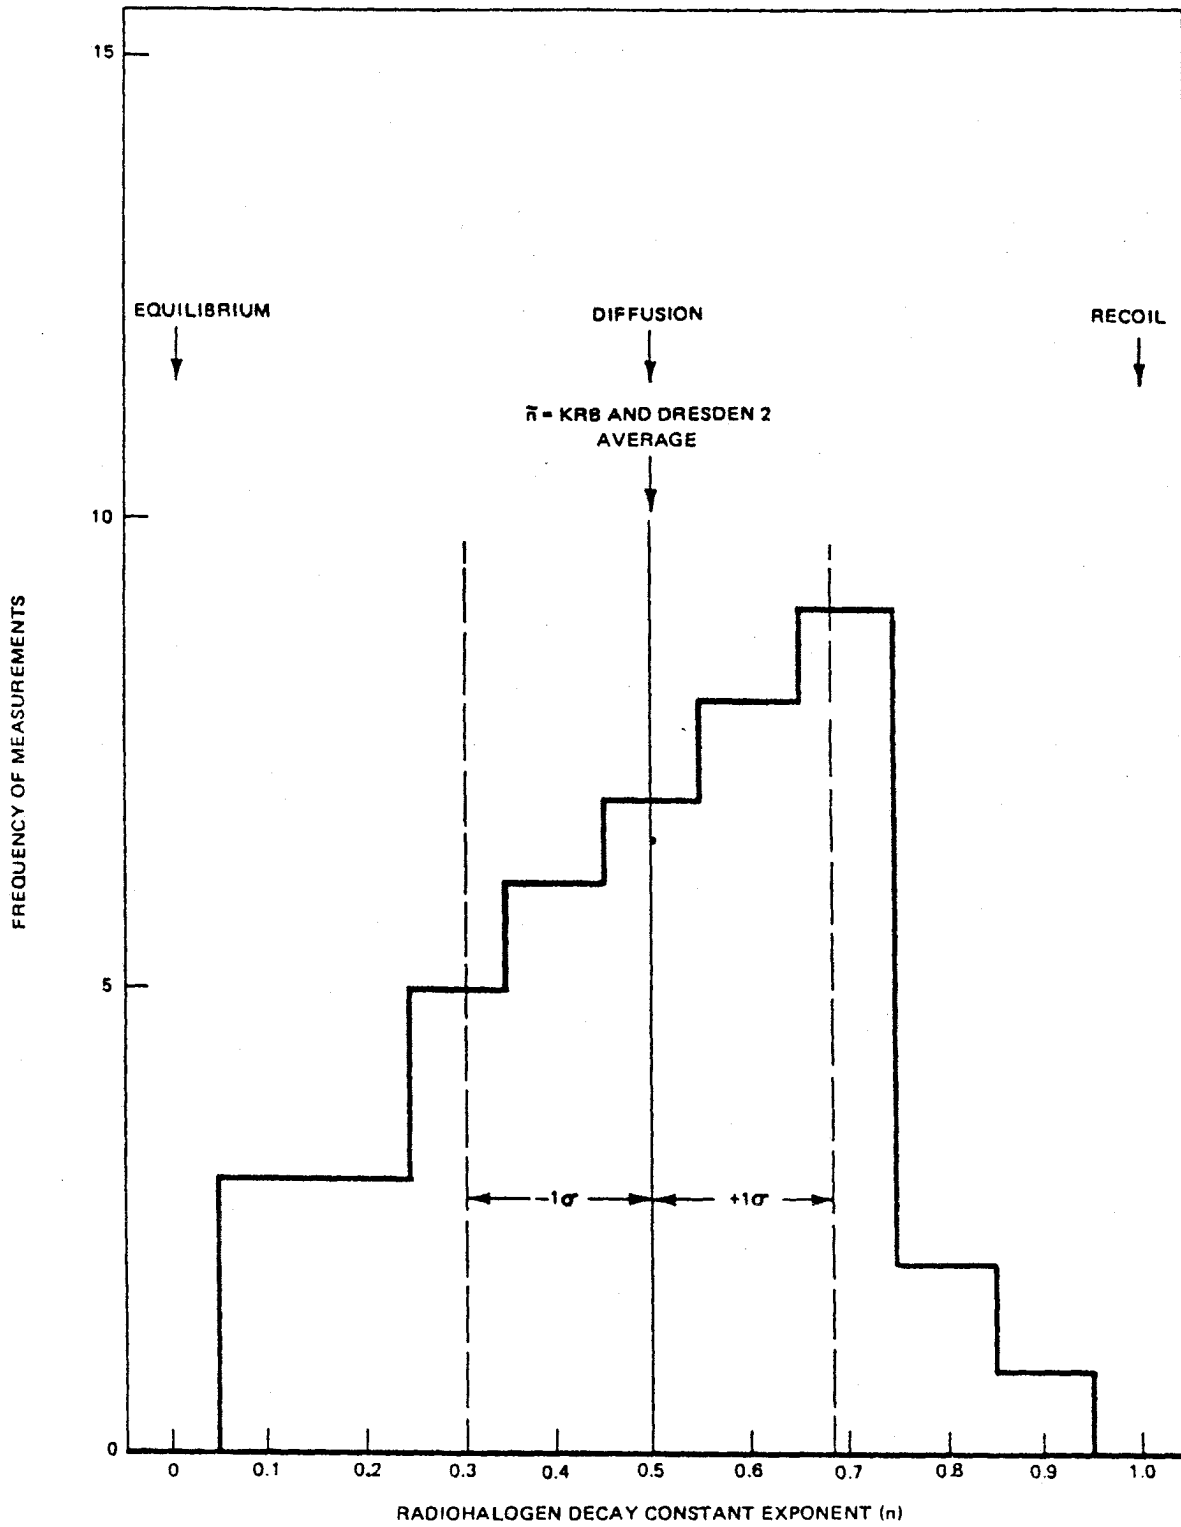 15
EQUILIBRIUM
DIFFUSION
RECOIL
n̄ = KRB AND DRESDEN 2
AVERAGE
10
FREQUENCY OF MEASUREMENTS
5
-1σ
+1σ
0
0 0.1 0.2 0.3 0.4 0.5 0.6 0.7 0.8 0.9 1.0
RADIOHALOGEN DECAY CONSTANT EXPONENT (n)